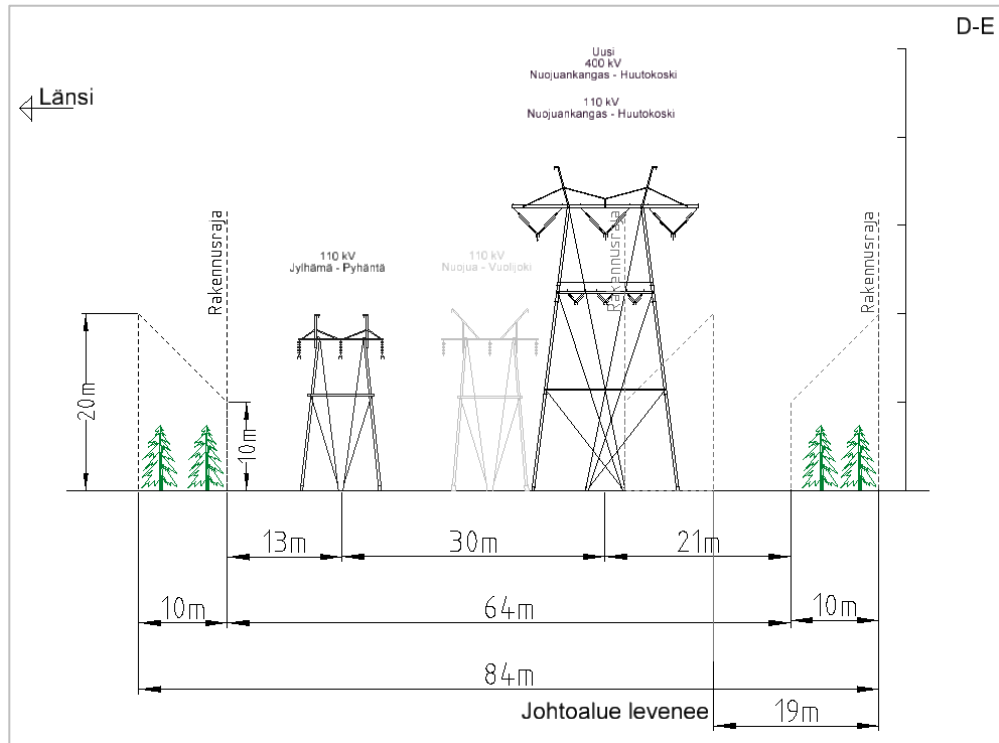 D-E
Uusi
400 kV
Nuojuankangas - Huutokoski
110 kV
Nuojuankangas - Huutokoski
Länsi
Rakennusraja
Rakennusraja
Rakennusraja
110 kV
Jylhämä - Pyhäntä
110 kV
Nuojua - Vuolijoki
20m
10m
13m
30m
21m
10m
64m
10m
84m
Johtoalue levenee
19m